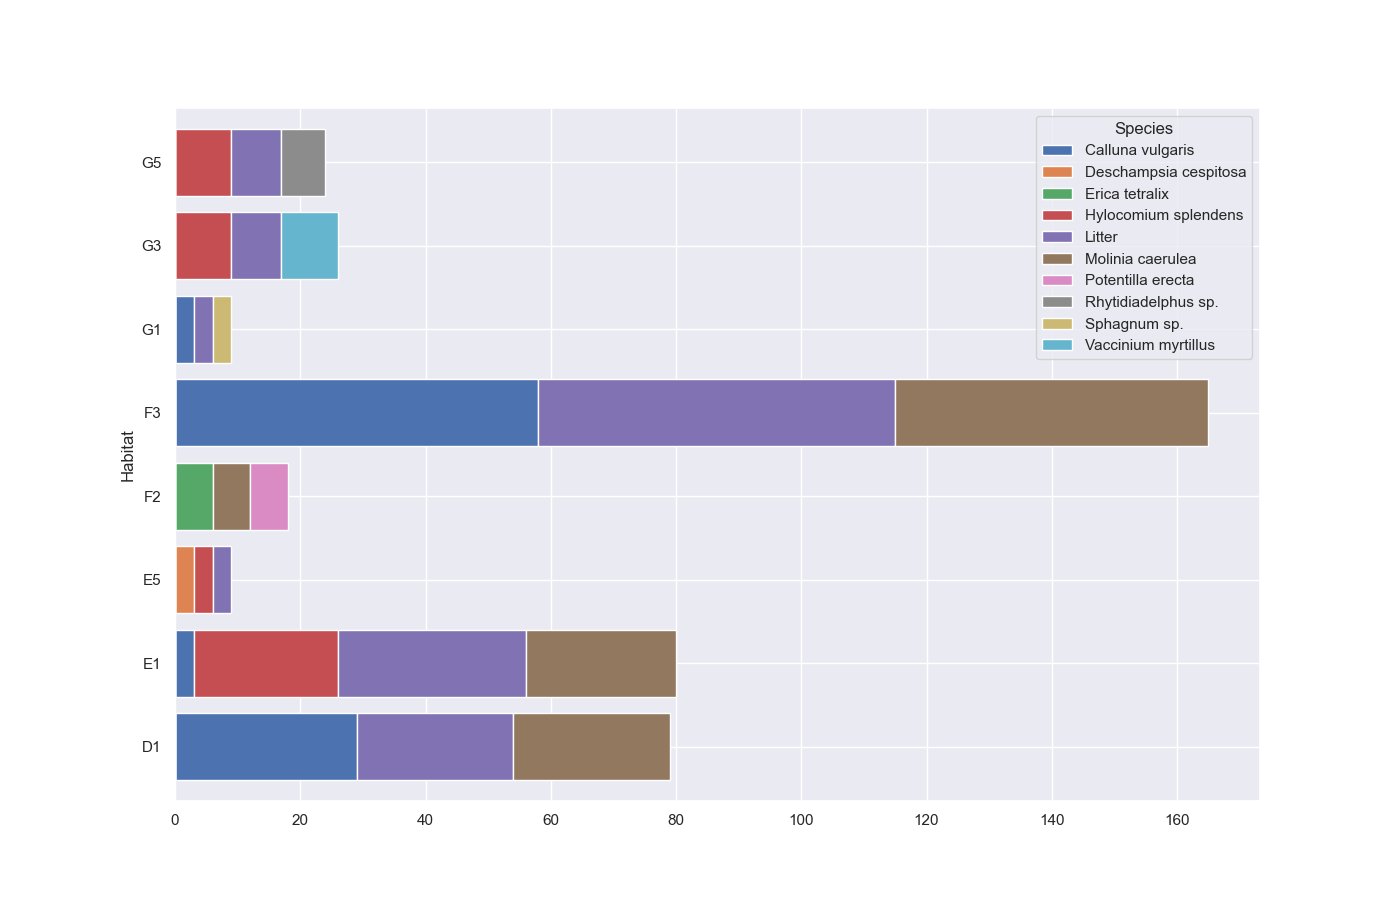 Species
Calluna vulgaris
Deschampsia cespitosa
Erica tetralix
Hylocomium splendens
Litter
Molinia caerulea
Potentilla erecta
Rhytidiadelphus sp.
Sphagnum sp.
Vaccinium myrtillus
Habitat
G5
G3
G1
F3
F2
E5
E1
D1
0 20 40 60 80 100 120 140 160